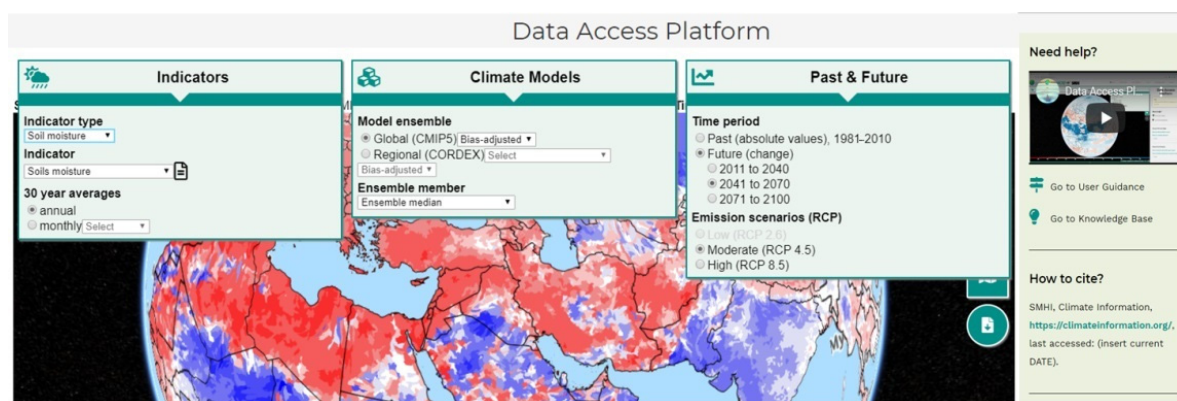 Data Access Platform
Indicators
Indicator type
Soil moisture
Indicator
Soils moisture
30 year averages
annual
monthly Select
Climate Models
Model ensemble
Global (CMIP5) Bias-adjusted
Regional (CORDEX) Select
Bias-adjusted
Ensemble member
Ensemble median
Past & Future
Time period
Past (absolute values), 1981-2010
Future (change)
2011 to 2040
2041 to 2070
2071 to 2100
Emission scenarios (RCP)
Low (RCP 2.6)
Moderate (RCP 4.5)
High (RCP 8.5)
Need help?
Data Access Pl
Go to User Guidance
Go to Knowledge Base
How to cite?
SMHI, Climate Information,
https://climateinformation.org/,
last accessed: (insert current
DATE).